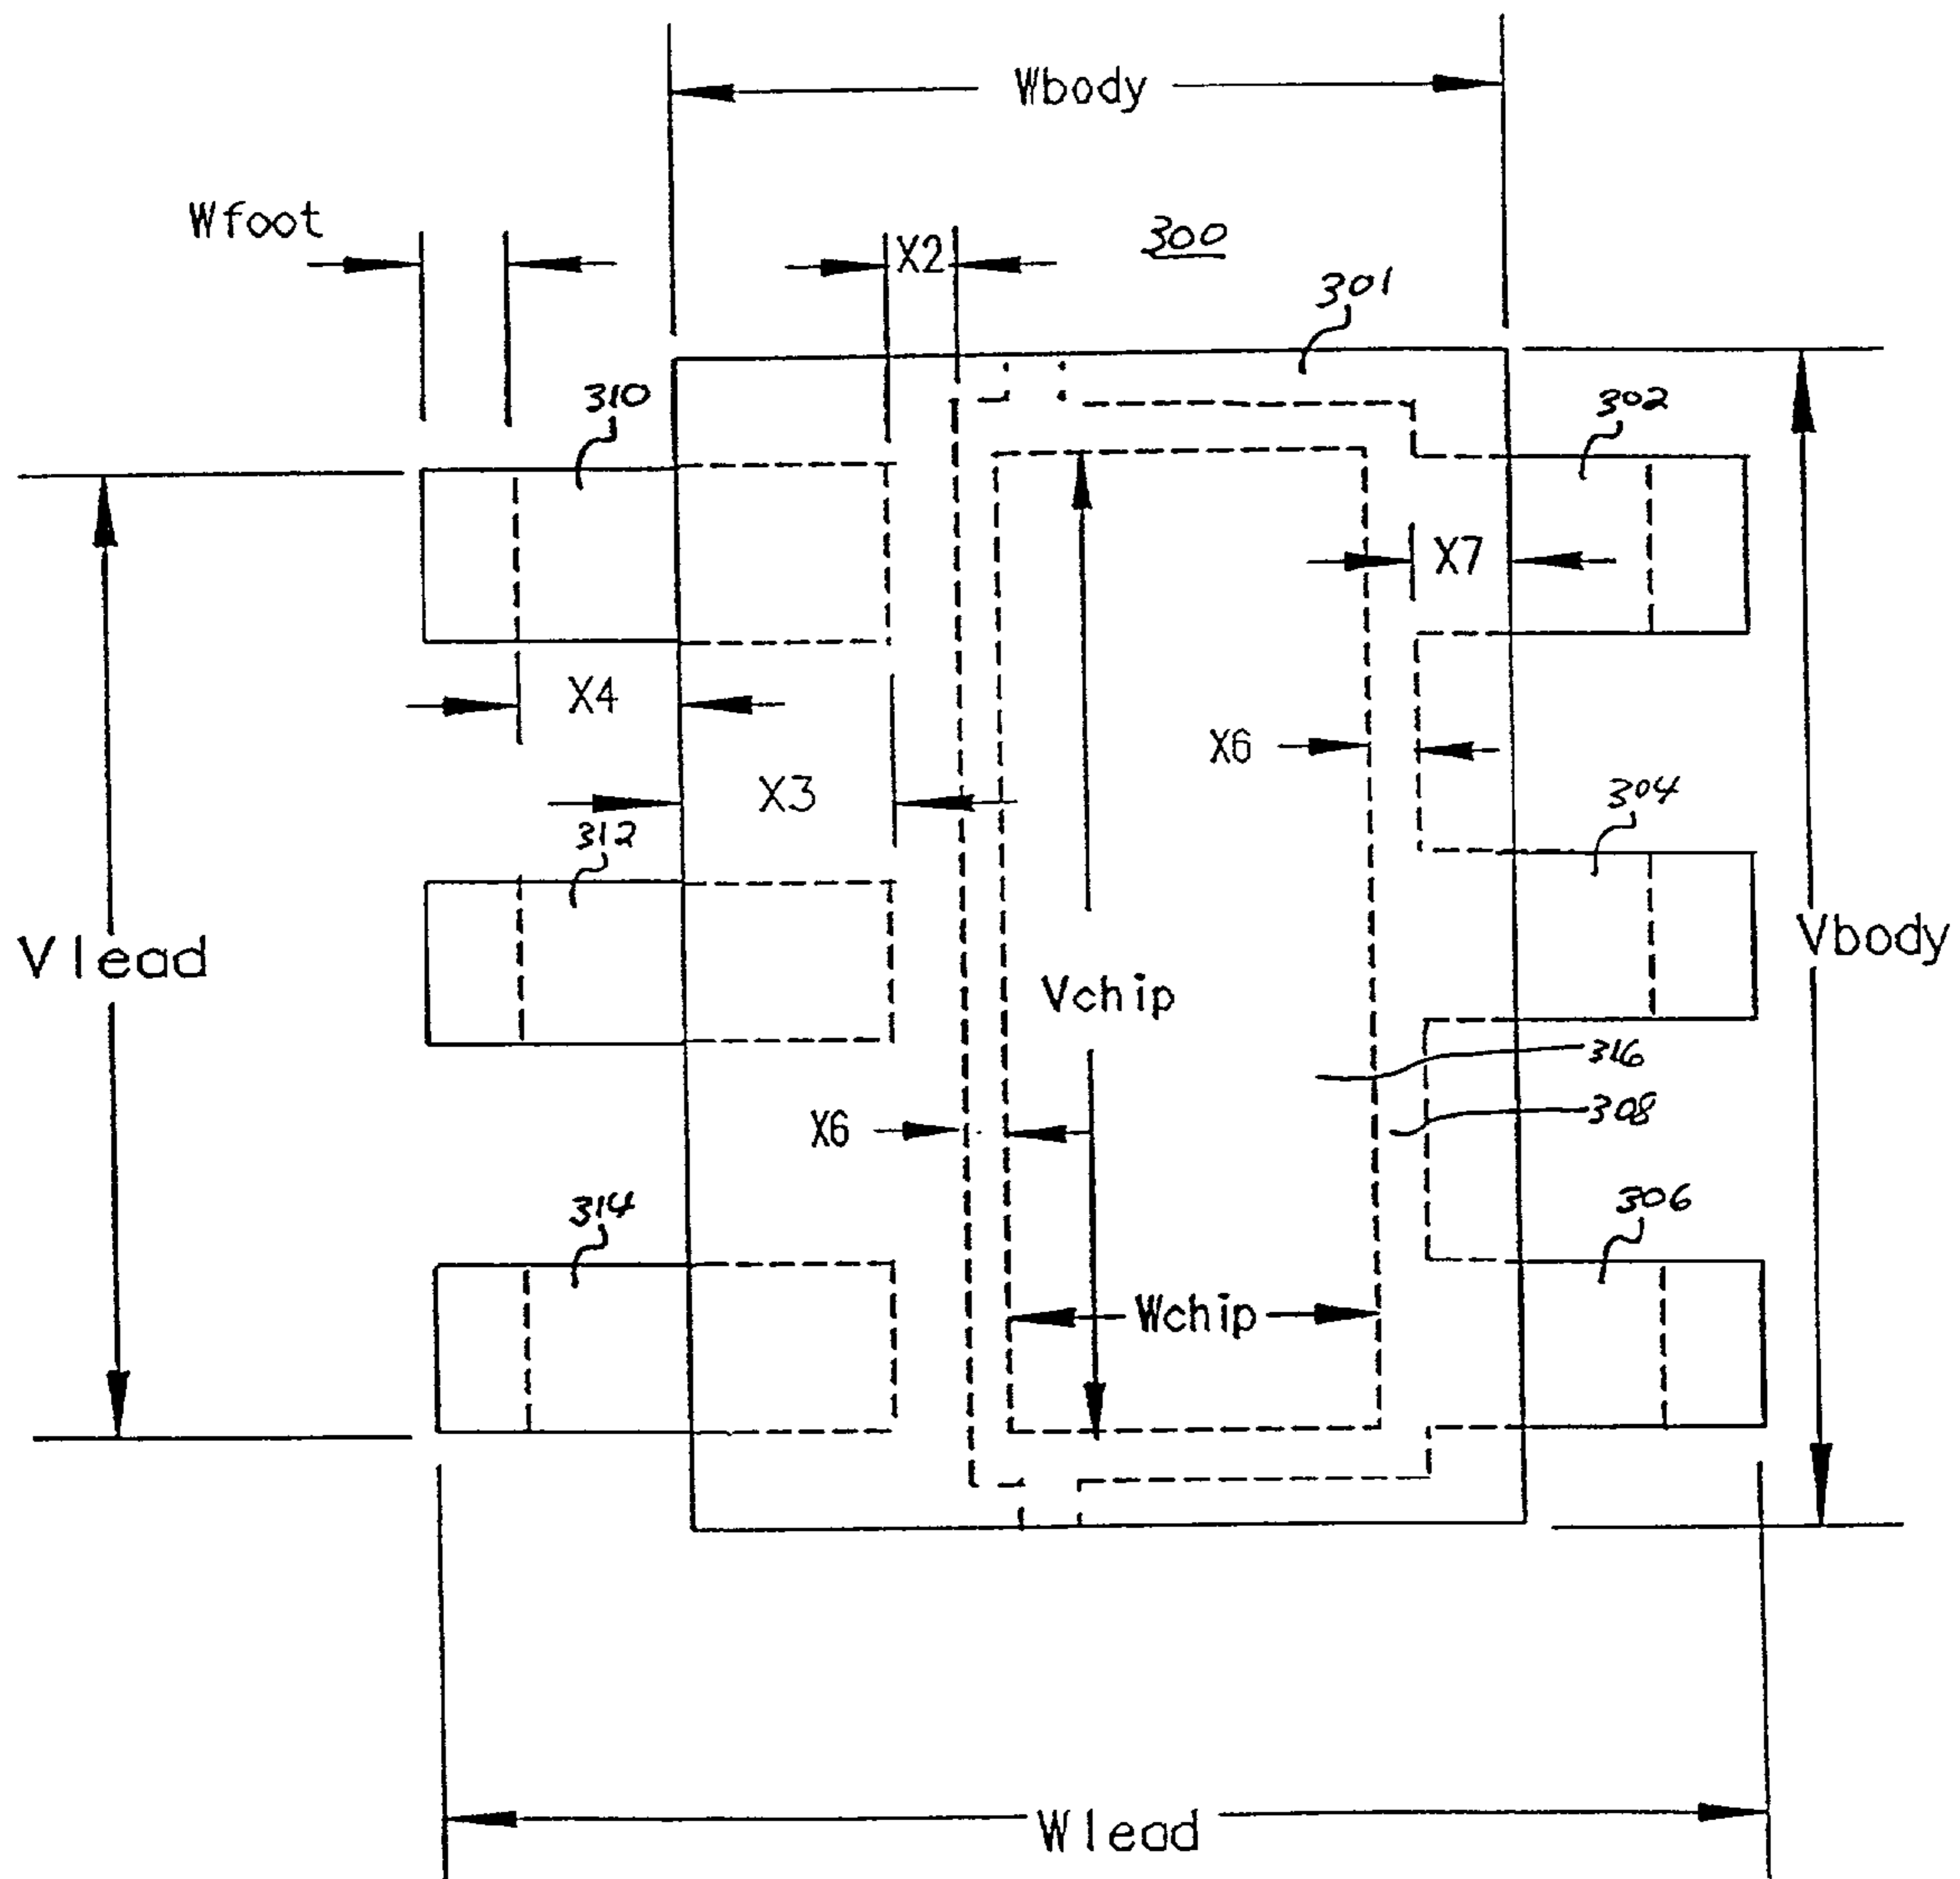 Wbody
Wfoot
X2
300
301
310
302
X7
X4
X6
X3
304
312
Vlead
Vbody
Vchip
316
X6
308
314
306
Wchip
Wlead